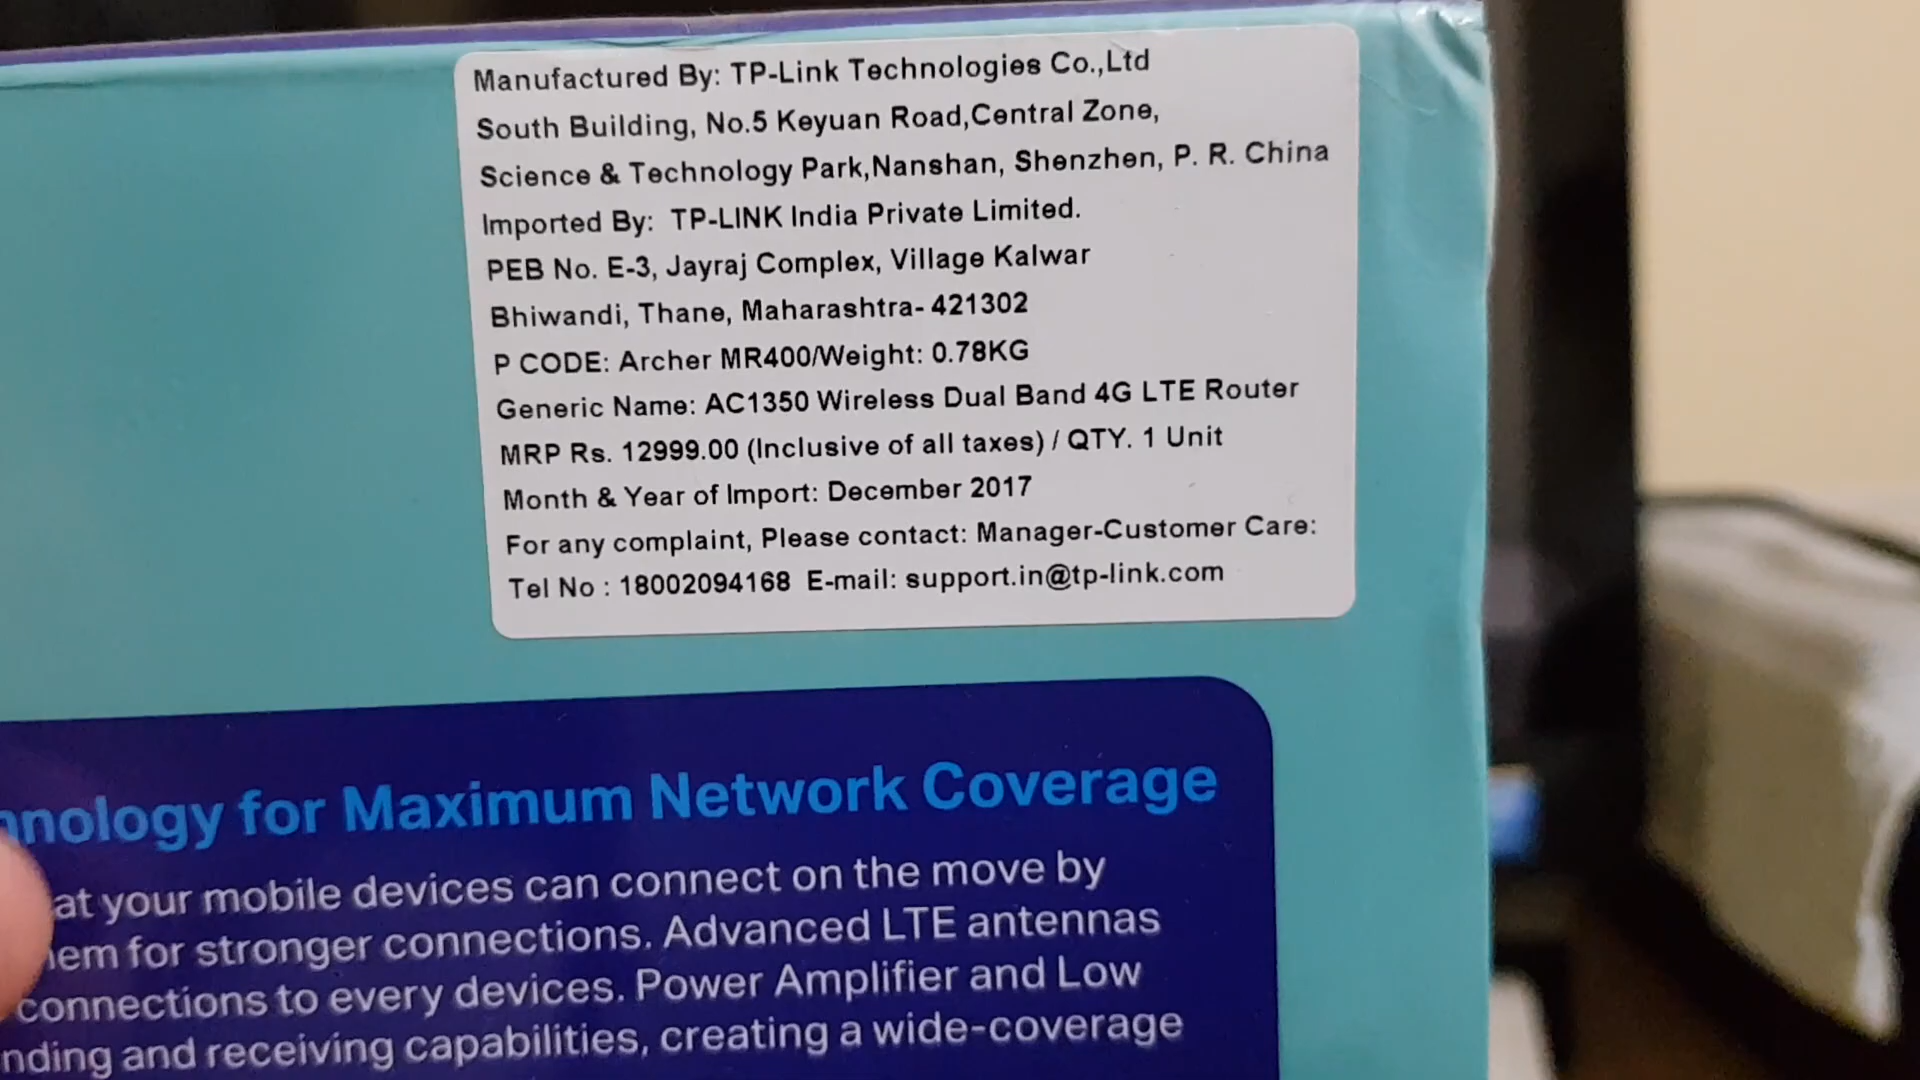 Manufactured By: TP-Link Technologies Co.,Ltd
South Building, No.5 Keyuan Road,Central Zone,
Science & Technology Park,Nanshan, Shenzhen, P. R. China
Imported By: TP-LINK India Private Limited.
PEB No. E-3, Jayraj Complex, Village Kalwar
Bhiwandi, Thane, Maharashtra- 421302
P CODE: Archer MR400/Weight: 0.78KG
Generic Name: AC1350 Wireless Dual Band 4G LTE Router
MRP Rs. 12999.00 (Inclusive of all taxes) / QTY. 1 Unit
Month & Year of Import: December 2017
For any complaint, Please contact: Manager-Customer Care:
Tel No : 18002094168 E-mail: support.in@tp-link.com
nology for Maximum Network Coverage
at your mobile devices can connect on the move by
em for stronger connections. Advanced LTE antennas
connections to every devices. Power Amplifier and Low
nding and receiving capabilities, creating a wide-coverage